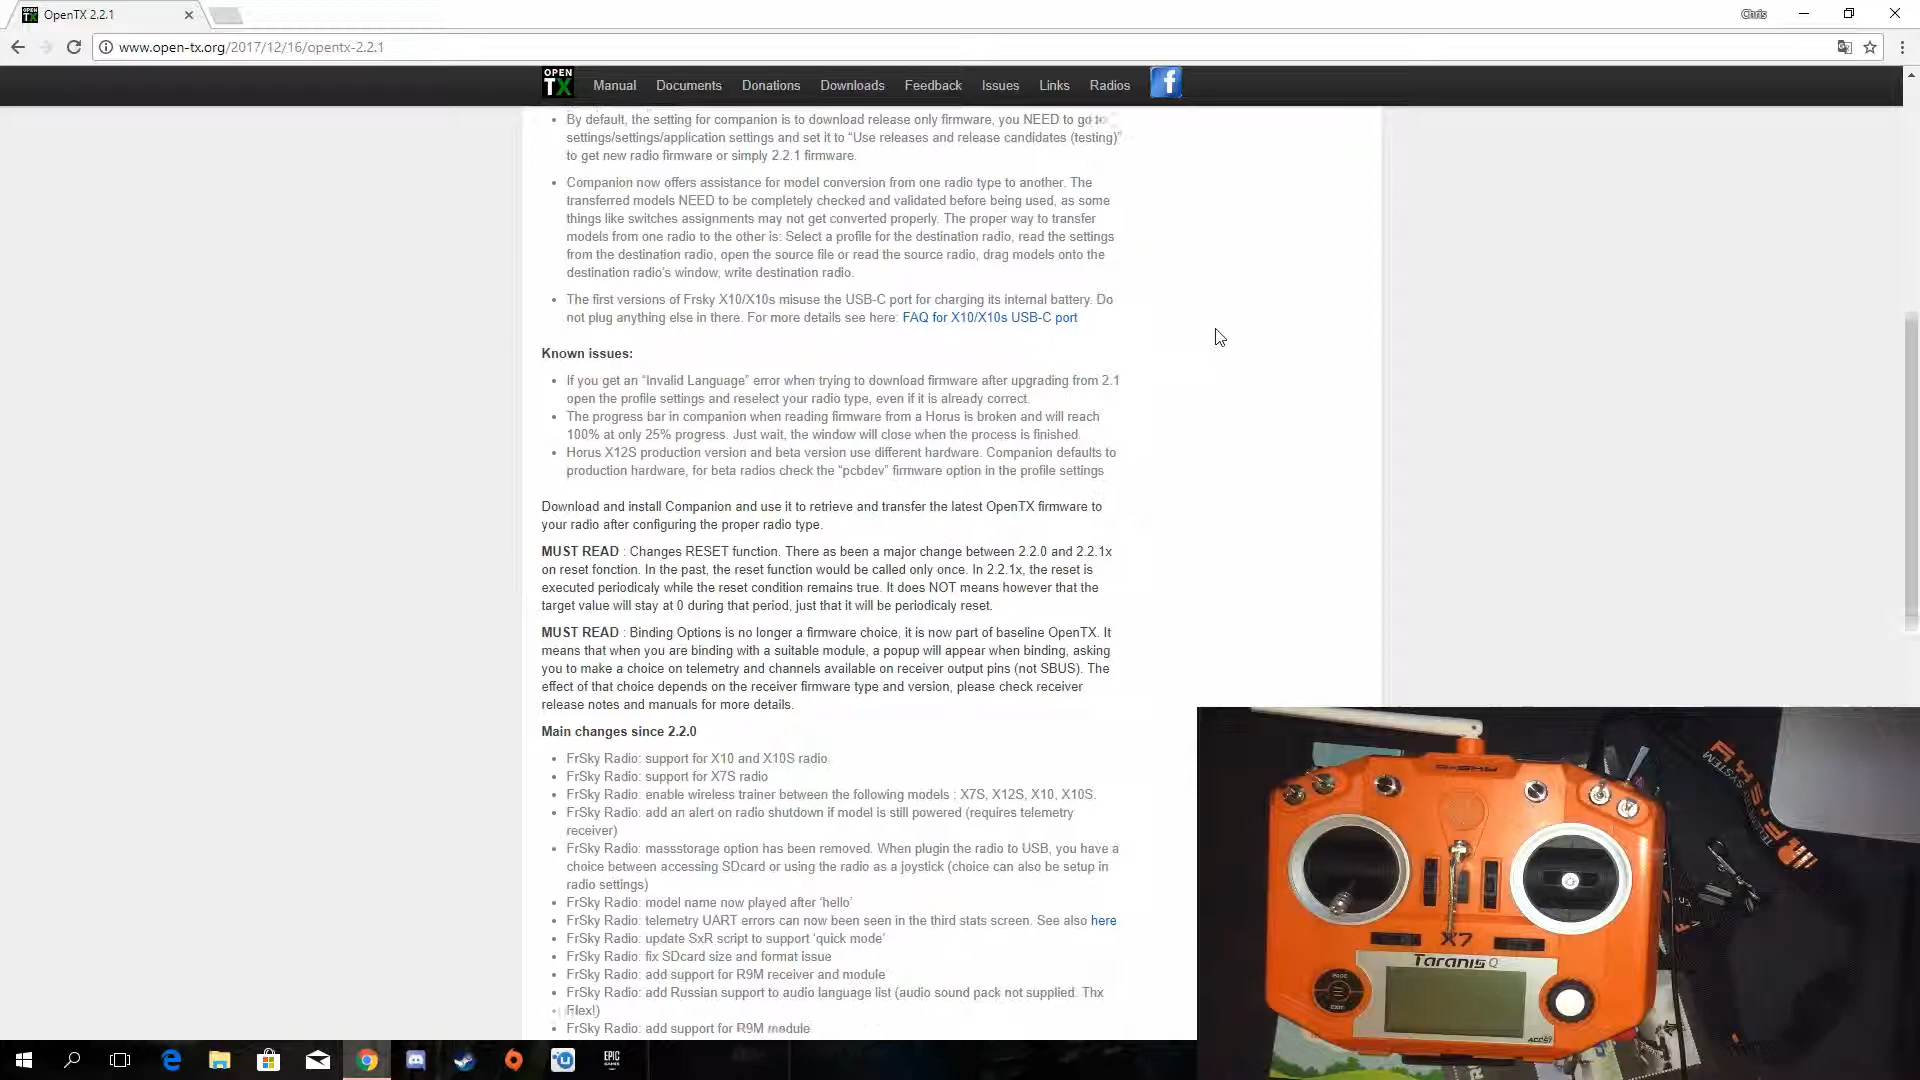 OpenTX 2.2.1
Chris
www.open-tx.org/2017/12/16/opentx-2.2.1
OPEN TX Manual Documents Donations Downloads Feedback Issues Links Radios f
By default, the setting for companion is to download release only firmware, you NEED to go to
settings/settings/application settings and set it to “Use releases and release candidates (testing)”
to get new radio firmware or simply 2.2.1 firmware.
Companion now offers assistance for model conversion from one radio type to another. The
transferred models NEED to be completely checked and validated before being used, as some
things like switches assignments may not get converted properly. The proper way to transfer
models from one radio to the other is: Select a profile for the destination radio, read the settings
from the destination radio, open the source file or read the source radio, drag models onto the
destination radio's window, write destination radio.
The first versions of Frsky X10/X10s misuse the USB-C port for charging its internal battery. Do
not plug anything else in there. For more details see here: FAQ for X10/X10s USB-C port
Known issues:
If you get an “Invalid Language” error when trying to download firmware after upgrading from 2.1
open the profile settings and reselect your radio type, even if it is already correct.
The progress bar in companion when reading firmware from a Horus is broken and will reach
100% at only 25% progress. Just wait, the window will close when the process is finished.
Horus X12S production version and beta version use different hardware. Companion defaults to
production hardware, for beta radios check the “pcbdev” firmware option in the profile settings
Download and install Companion and use it to retrieve and transfer the latest OpenTX firmware to
your radio after configuring the proper radio type.
MUST READ : Changes RESET function. There as been a major change between 2.2.0 and 2.2.1x
on reset fonction. In the past, the reset function would be called only once. In 2.2.1x, the reset is
executed periodicaly while the reset condition remains true. It does NOT means however that the
target value will stay at 0 during that period, just that it will be periodicaly reset.
MUST READ : Binding Options is no longer a firmware choice, it is now part of baseline OpenTX. It
means that when you are binding with a suitable module, a popup will appear when binding, asking
you to make a choice on telemetry and channels available on receiver output pins (not SBUS). The
effect of that choice depends on the receiver firmware type and version, please check receiver
release notes and manuals for more details.
Main changes since 2.2.0
FrSky Radio: support for X10 and X10S radio
FrSky Radio: support for X7S radio
FrSky Radio: enable wireless trainer between the following models : X7S, X12S, X10, X10S.
FrSky Radio: add an alert on radio shutdown if model is still powered (requires telemetry
receiver)
FrSky Radio: massstorage option has been removed. When plugin the radio to USB, you have a
choice between accessing SDcard or using the radio as a joystick (choice can also be setup in
radio settings)
FrSky Radio: model name now played after ‘hello’
FrSky Radio: telemetry UART errors can now been seen in the third stats screen. See also here
FrSky Radio: update SxR script to support ‘quick mode’
FrSky Radio: fix SDcard size and format issue
FrSky Radio: add support for R9M receiver and module
FrSky Radio: add Russian support to audio language list (audio sound pack not supplied. Thx
Flex!)
FrSky Radio: add support for R9M module
EPIC
GAMES
FrSKY
SYSTEM
X7
Taranis Q
PAGE
EXIT
ACCST